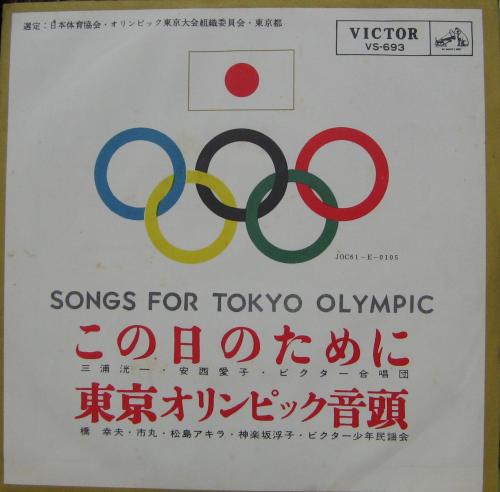 選定：日本体育協会・オリンピック東京大会組織委員会・東京都
VICTOR
VS-693
JOC61-E-0105
SONGS FOR TOKYO OLYMPIC
この日のために
三浦洸一・安西愛子・ビクター合唱団
東京オリンピック音頭
橋 幸夫・市丸・松島アキラ・神楽坂浮子・ビクター少年民謡会